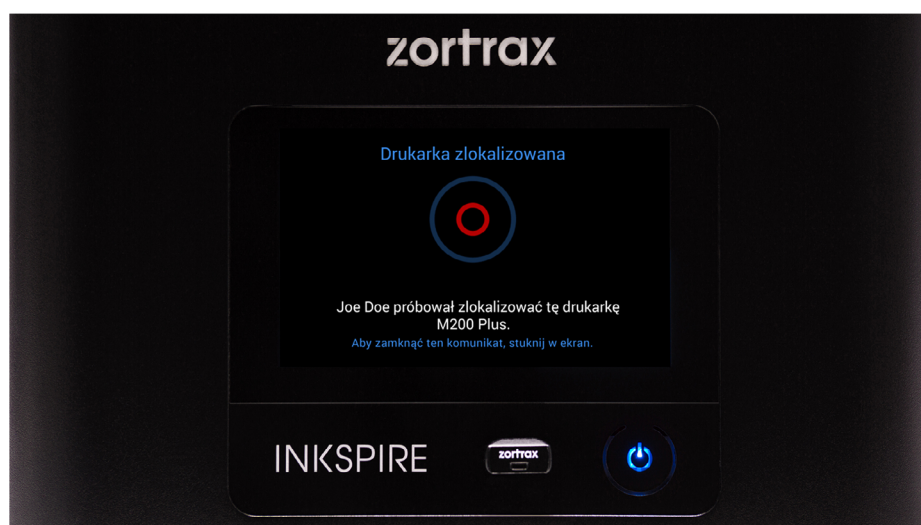 zortrax
Drukarka zlokalizowana
Joe Doe próbował zlokalizować tę drukarkę
M200 Plus.
Aby zamknąć ten komunikat, stuknij w ekran.
INKSPIRE
zortrax